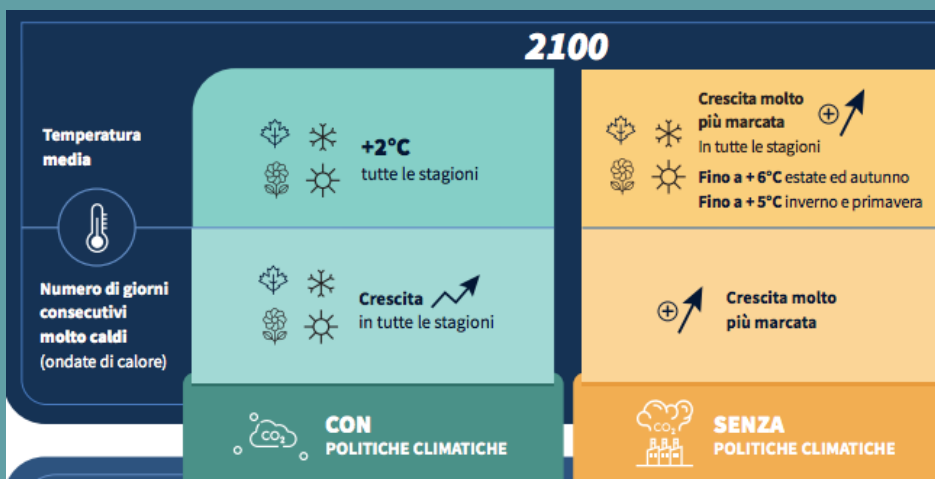 2100
Temperatura
media
+2°C
tutte le stagioni
Crescita molto
più marcata
In tutte le stagioni
Fino a + 6°C estate ed autunno
Fino a + 5°C inverno e primavera
Numero di giorni
consecutivi
molto caldi
(ondate di calore)
Crescita
in tutte le stagioni
Crescita molto
più marcata
CO₂
CON
POLITICHE CLIMATICHE
CO₂
SENZA
POLITICHE CLIMATICHE